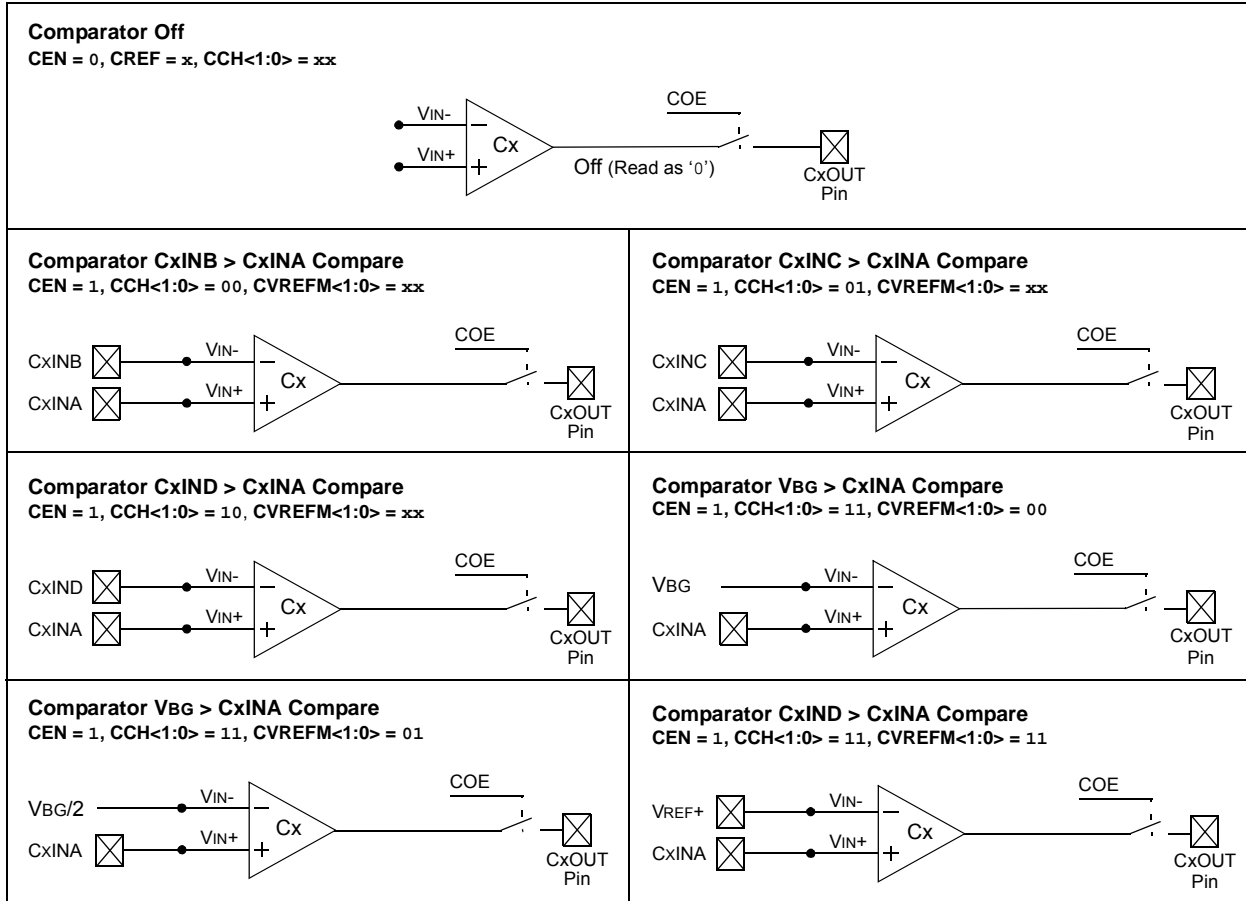 Comparator Off
CEN = 0, CREF = x, CCH<1:0> = xx
COE
VIN-
VIN+
Cx
Off (Read as ‘0’)
CxOUT
Pin
Comparator CxINB > CxINA Compare
CEN = 1, CCH<1:0> = 00, CVREFM<1:0> = xx
COE
CxINB
VIN-
CxINA
VIN+
Cx
CxOUT
Pin
Comparator CxINC > CxINA Compare
CEN = 1, CCH<1:0> = 01, CVREFM<1:0> = xx
COE
CxINC
VIN-
CxINA
VIN+
Cx
CxOUT
Pin
Comparator CxIND > CxINA Compare
CEN = 1, CCH<1:0> = 10, CVREFM<1:0> = xx
COE
CxIND
VIN-
CxINA
VIN+
Cx
CxOUT
Pin
Comparator VBG > CxINA Compare
CEN = 1, CCH<1:0> = 11, CVREFM<1:0> = 00
COE
VBG
VIN-
CxINA
VIN+
Cx
CxOUT
Pin
Comparator VBG > CxINA Compare
CEN = 1, CCH<1:0> = 11, CVREFM<1:0> = 01
COE
VBG/2
VIN-
CxINA
VIN+
Cx
CxOUT
Pin
Comparator CxIND > CxINA Compare
CEN = 1, CCH<1:0> = 11, CVREFM<1:0> = 11
COE
VREF+
VIN-
CxINA
VIN+
Cx
CxOUT
Pin